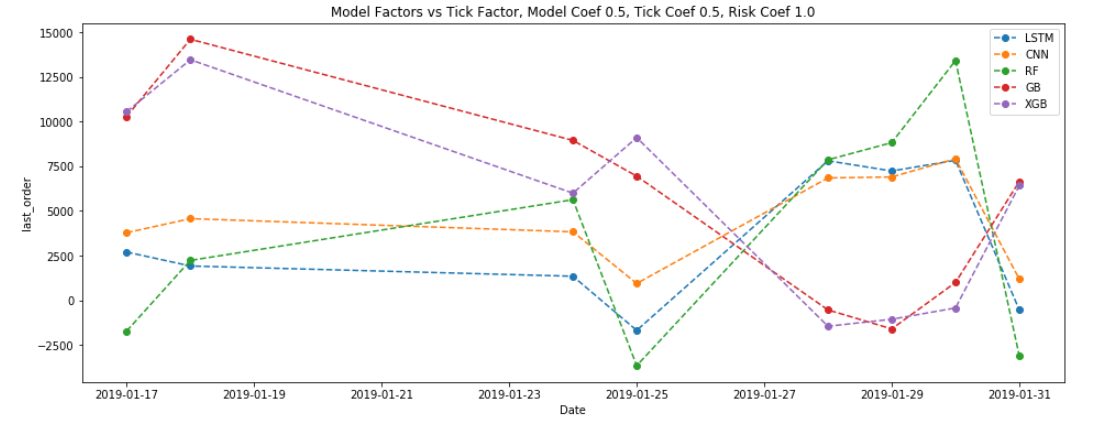 Model Factors vs Tick Factor, Model Coef 0.5, Tick Coef 0.5, Risk Coef 1.0
LSTM
CNN
RF
GB
XGB
15000
12500
10000
7500
5000
2500
0
−2500
last_order
2019-01-17 2019-01-19 2019-01-21 2019-01-23 2019-01-25 2019-01-27 2019-01-29 2019-01-31
Date